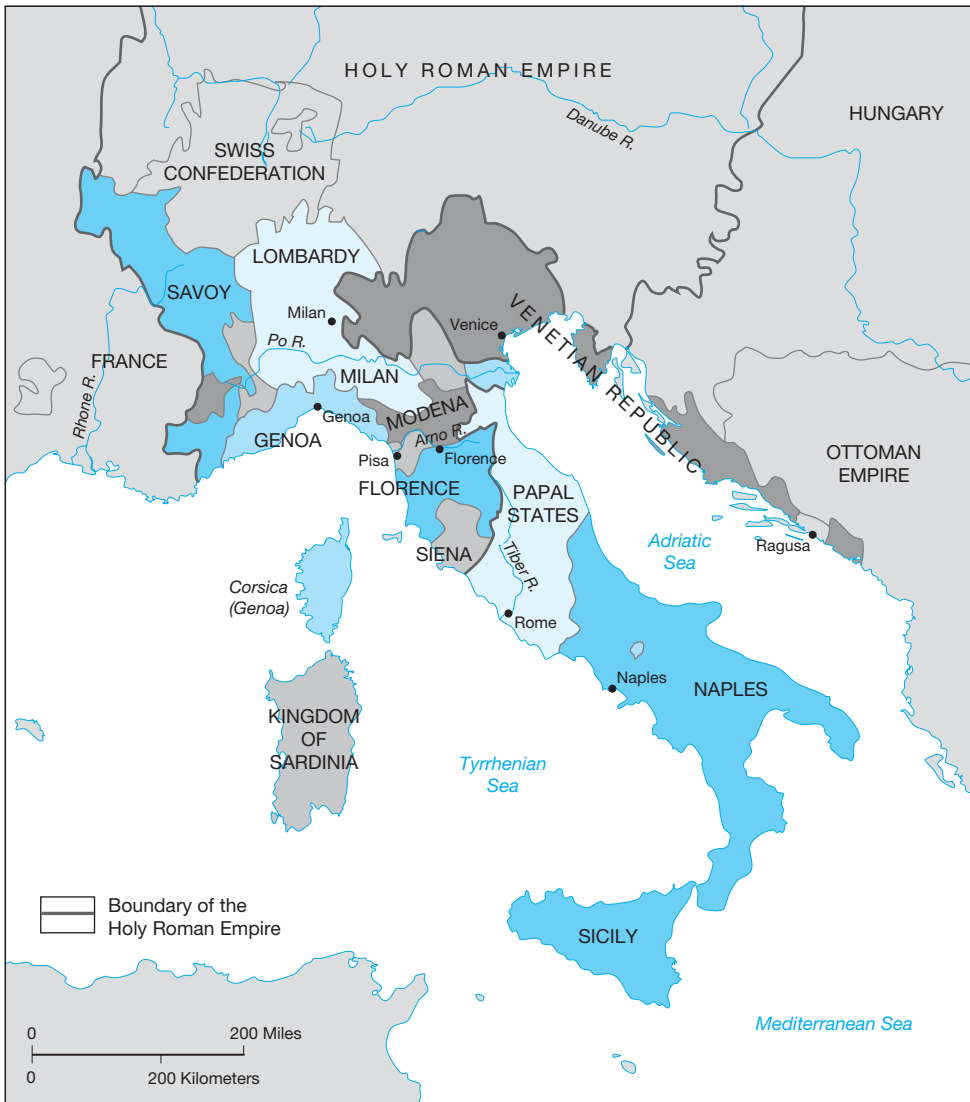 HOLY ROMAN EMPIRE
HUNGARY
Danube R.
SWISS
CONFEDERATION
LOMBARDY
SAVOY
Milan
Venice
VENETIAN REPUBLIC
Po R.
FRANCE
MILAN
Rhone R.
MODENA
Genoa
GENOA
Arno R.
Pisa
Florence
OTTOMAN
EMPIRE
FLORENCE
PAPAL
STATES
Adriatic
Sea
Ragusa
SIENA
Tiber R.
Corsica
(Genoa)
Rome
Naples
NAPLES
KINGDOM
OF
SARDINIA
Tyrrhenian
Sea
Boundary of the
Holy Roman Empire
SICILY
Mediterranean Sea
0 200 Miles
0 200 Kilometers